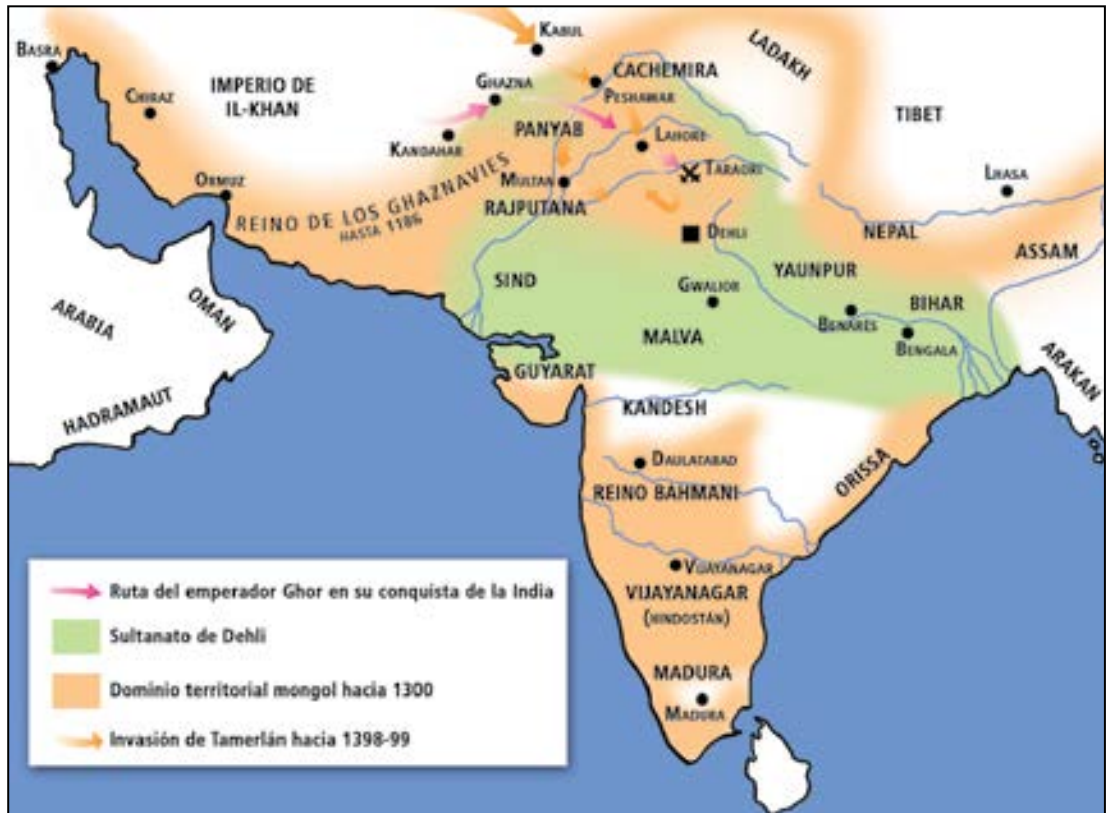 KABUL
BASRA
LADAKH
CACHEMIRA
IMPERIO DE
IL-KHAN
GHAZNA
CHIRAZ
PESHAWAR
TIBET
PANYAB
LAHORE
KANDAHAR
TARAORI
LHASA
ORMUZ
MULTAN
REINO DE LOS GHAZNAVIES
HASTA 1186
RAJPUTANA
DEHLI
NEPAL
ASSAM
SIND
YAUNPUR
GWALIOR
BIHAR
OMAN
ARABIA
BENARES
MALVA
BENGALA
ARAKAN
GUYARAT
HADRAMAUT
KANDESH
DAULATABAD
ORISSA
REINO BAHMANI
VIJAYANAGAR
VIJAYANAGAR
(HINDOSTÁN)
MADURA
MADURA
Ruta del emperador Ghor en su conquista de la India
Sultanato de Dehli
Dominio territorial mongol hacia 1300
Invasión de Tamerlán hacia 1398-99